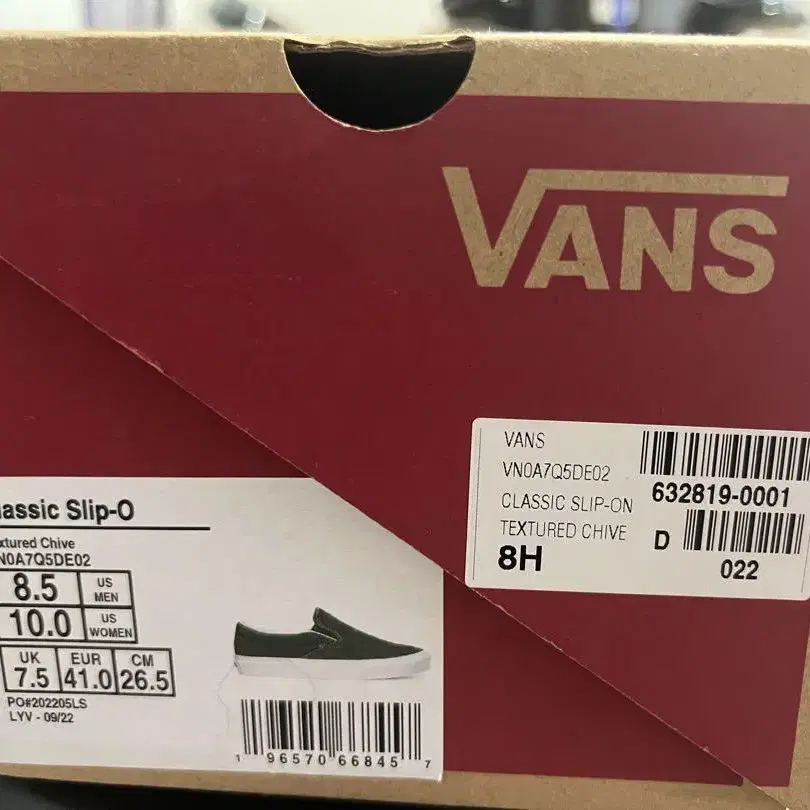 VANS
VANS
VN0A7Q5DE02
CLASSIC SLIP-ON
TEXTURED CHIVE
8H
632819-0001
D
022
lassic Slip-O
xtured Chive
N0A7Q5DE02
8.5 US MEN
10.0 US WOMEN
UK 7.5 EUR 41.0 CM 26.5
PO#202205LS
LYV - 09/22
1 96570 66845 7